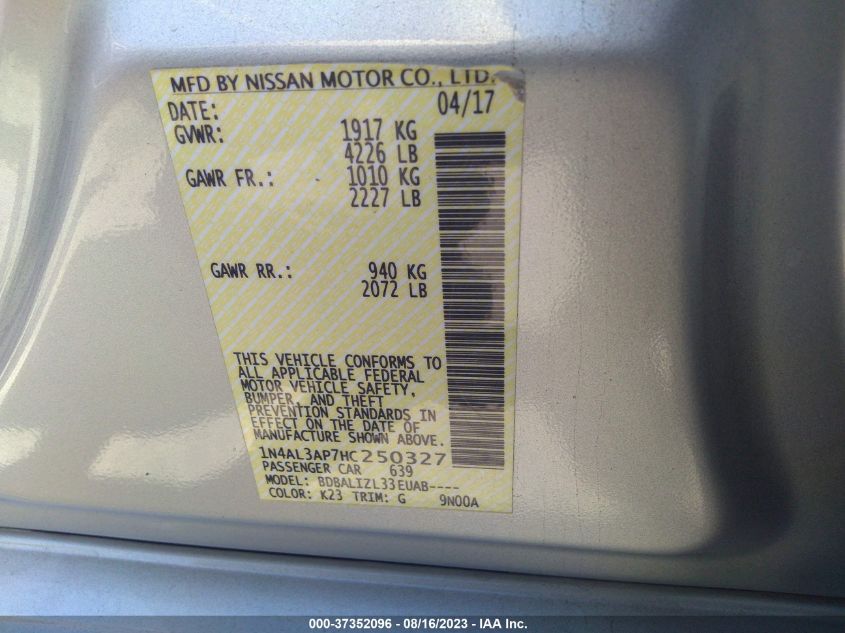 MFD BY NISSAN MOTOR CO., LTD.
DATE: 04/17
GVWR: 1917 KG
4226 LB
GAWR FR.: 1010 KG
2227 LB
GAWR RR.: 940 KG
2072 LB
THIS VEHICLE CONFORMS TO
ALL APPLICABLE FEDERAL
MOTOR VEHICLE SAFETY,
BUMPER, AND THEFT
PREVENTION STANDARDS IN
EFFECT ON THE DATE OF
MANUFACTURE SHOWN ABOVE.
1N4AL3AP7HC250327
PASSENGER CAR 639
MODEL: BDBALIZL33EUAB----
COLOR: K23 TRIM: G 9N00A
000-37352096 - 08/16/2023 - IAA Inc.